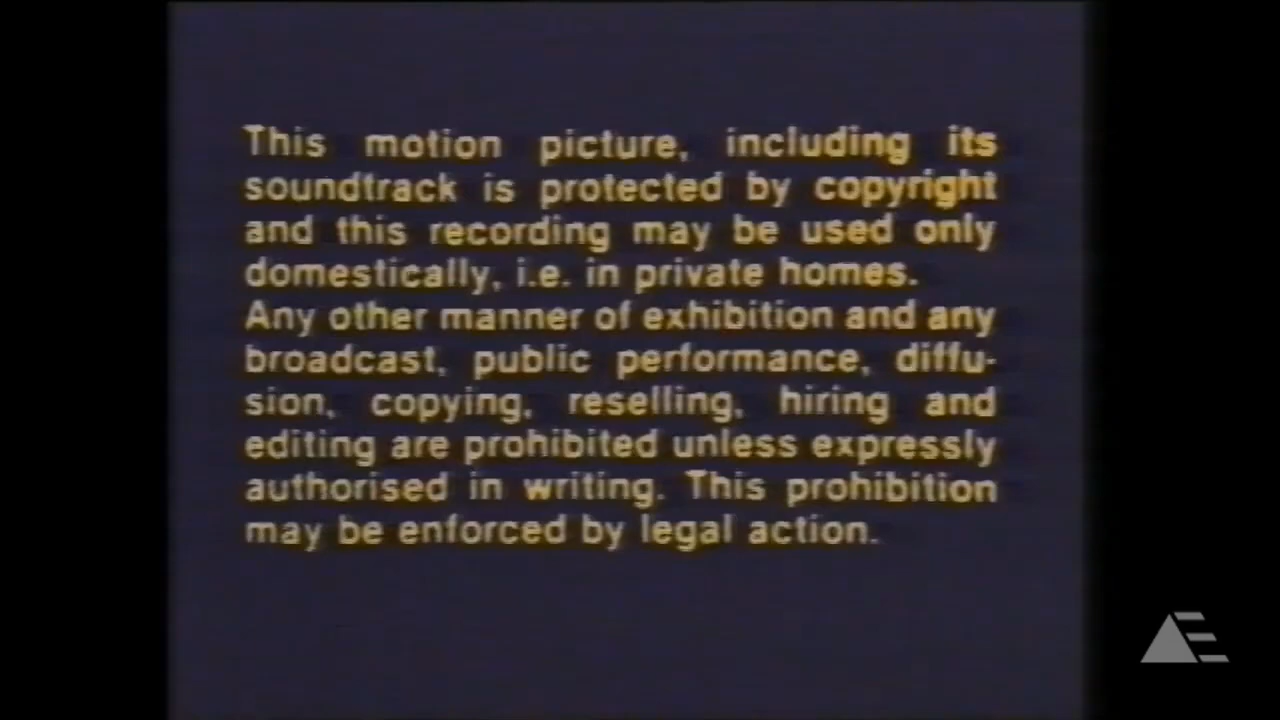 This motion picture, including its
soundtrack is protected by copyright
and this recording may be used only
domestically, i.e. in private homes.
Any other manner of exhibition and any
broadcast, public performance, diffu-
sion, copying, reselling, hiring and
editing are prohibited unless expressly
authorised in writing. This prohibition
may be enforced by legal action.